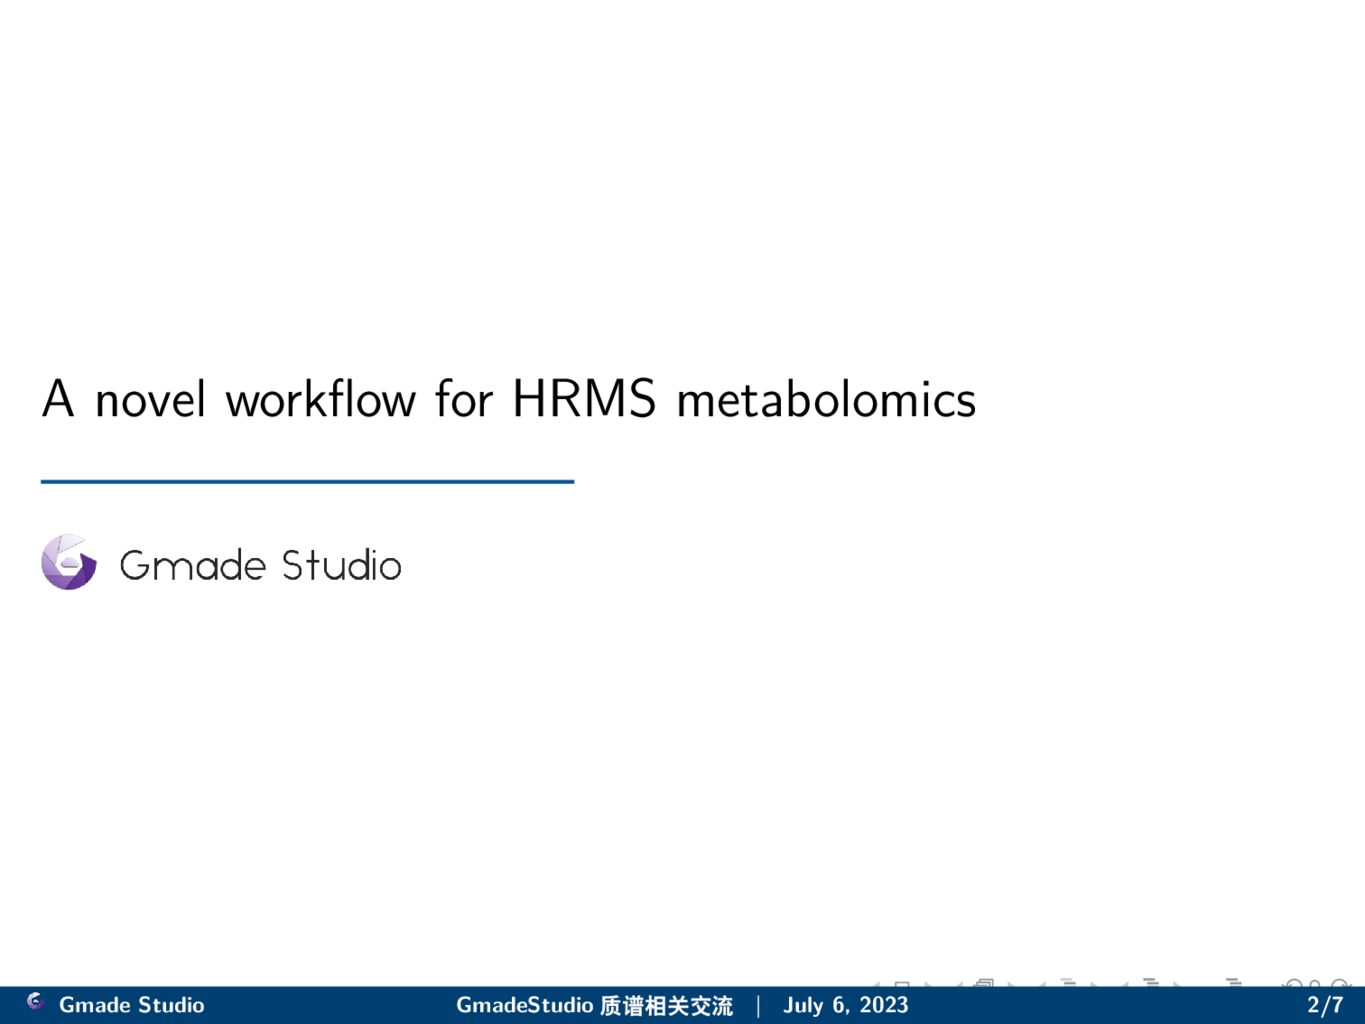 A novel workflow for HRMS metabolomics
Gmade Studio
Gmade Studio GmadeStudio 质谱相关交流 | July 6, 2023 2/7